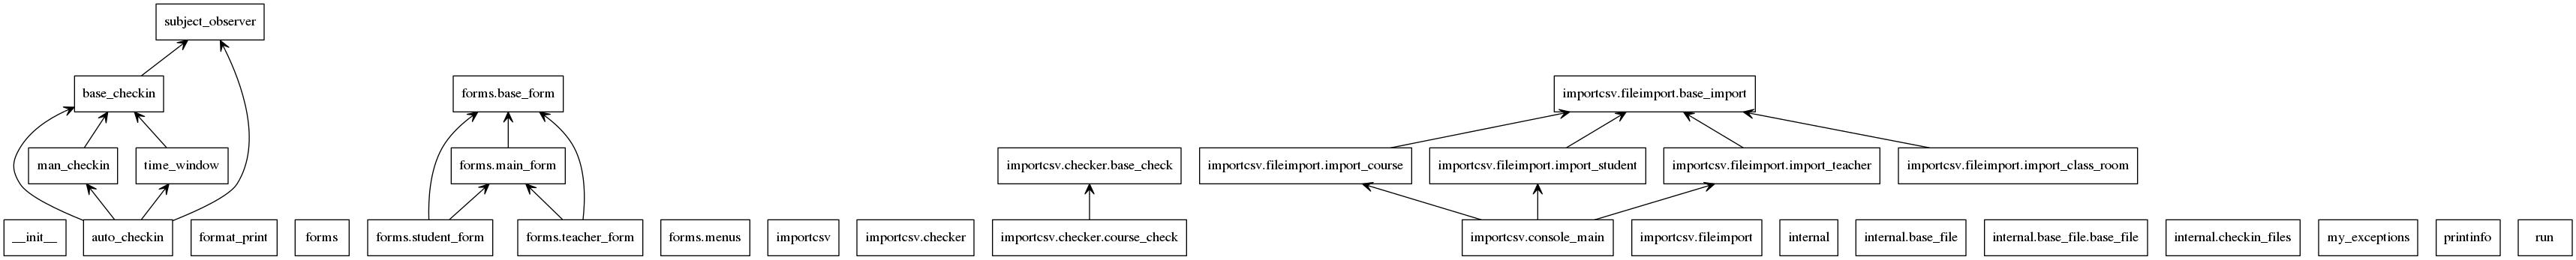 subject_observer
base_checkin
forms.base_form
importcsv.fileimport.base_import
man_checkin
time_window
forms.main_form
importcsv.checker.base_check
importcsv.fileimport.import_course
importcsv.fileimport.import_student
importcsv.fileimport.import_teacher
importcsv.fileimport.import_class_room
__init__
auto_checkin
format_print
forms
forms.student_form
forms.teacher_form
forms.menus
importcsv
importcsv.checker
importcsv.checker.course_check
importcsv.console_main
importcsv.fileimport
internal
internal.base_file
internal.base_file.base_file
internal.checkin_files
my_exceptions
printinfo
run